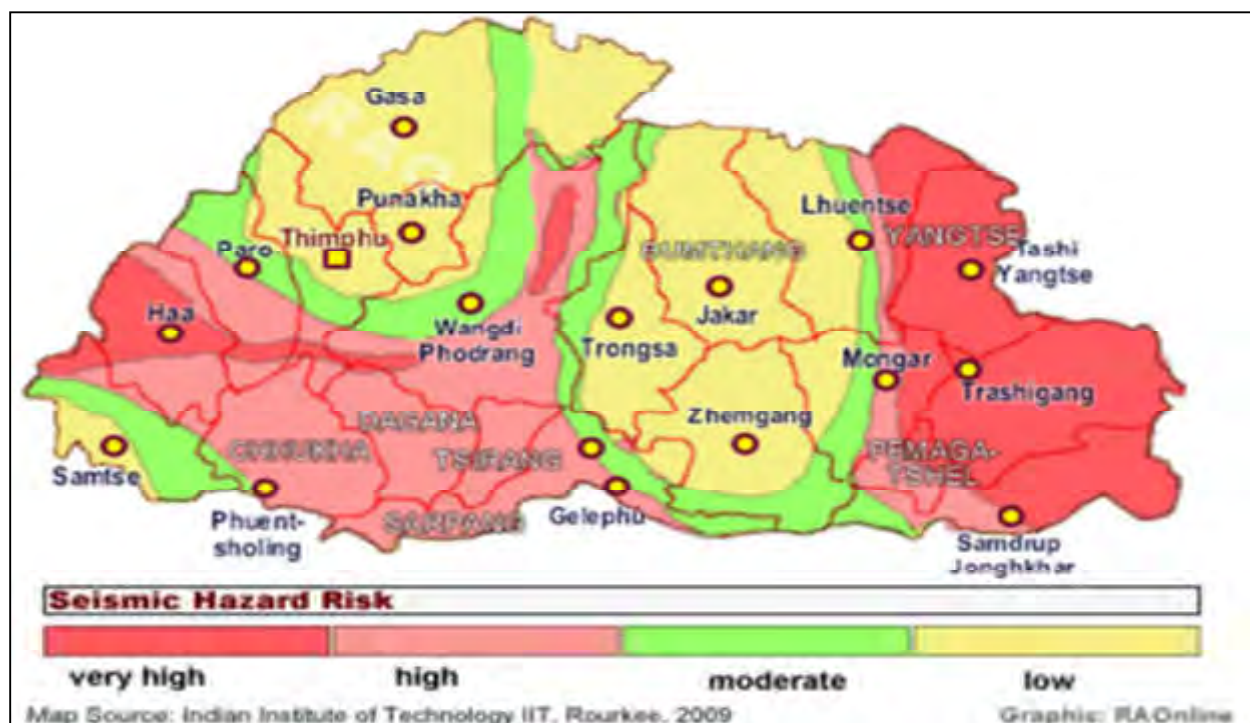 Gasa
Punakha
Thimphu
Paro
Haa
Wangdi
Phodrang
Lhuentse
YANGTSE
Tashi
Yangtse
BUMTHANG
Jakar
Trongsa
Mongar
Trashigang
Zhemgang
DAGANA
CHHUKHA
TSIRANG
PEMAGA-
TSHEL
Samtse
SARPANG
Gelephu
Phuent-
sholing
Samdrup
Jonghkhar
Seismic Hazard Risk
very high high moderate low
Map Source: Indian Institute of Technology IIT, Rourkee, 2009 Graphic: RAOnline